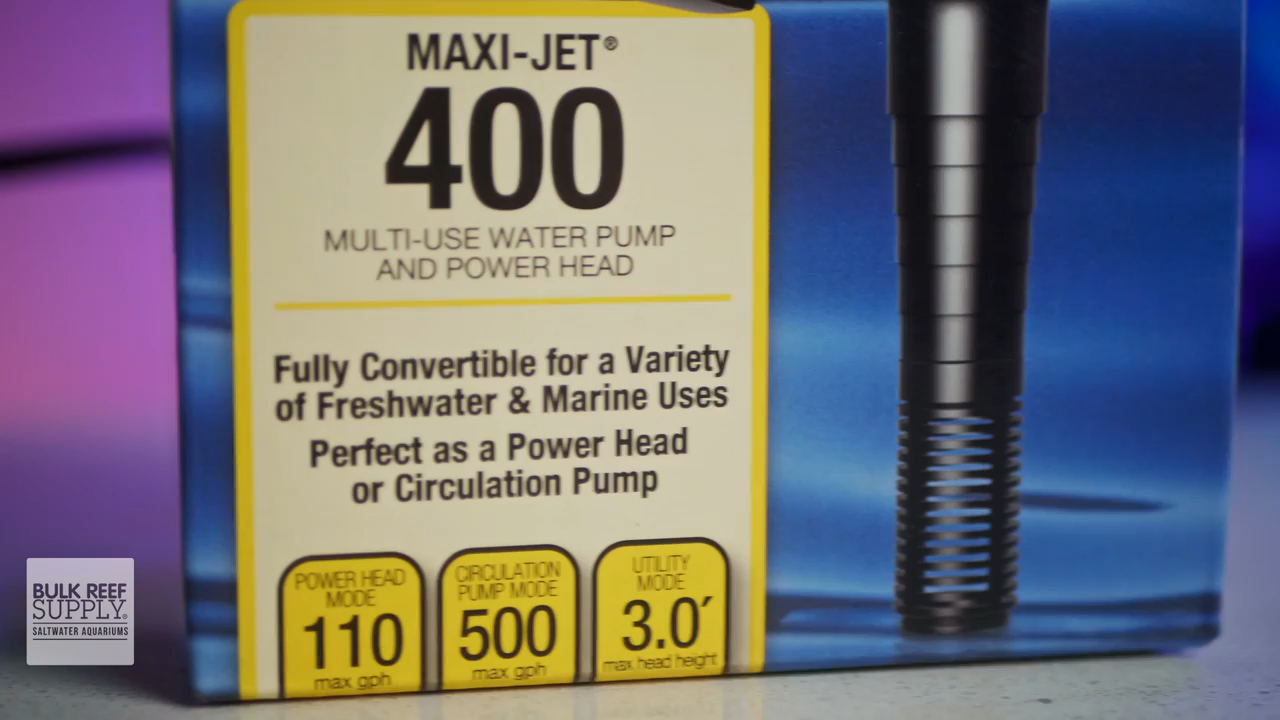 MAXI-JET®
400
MULTI-USE WATER PUMP
AND POWER HEAD
Fully Convertible for a Variety
of Freshwater & Marine Uses
Perfect as a Power Head
or Circulation Pump
POWER HEAD
MODE
110
max gph
CIRCULATION
PUMP MODE
500
max gph
UTILITY
MODE
3.0′
max head height
BULK REEF
SUPPLY®
SALTWATER AQUARIUMS